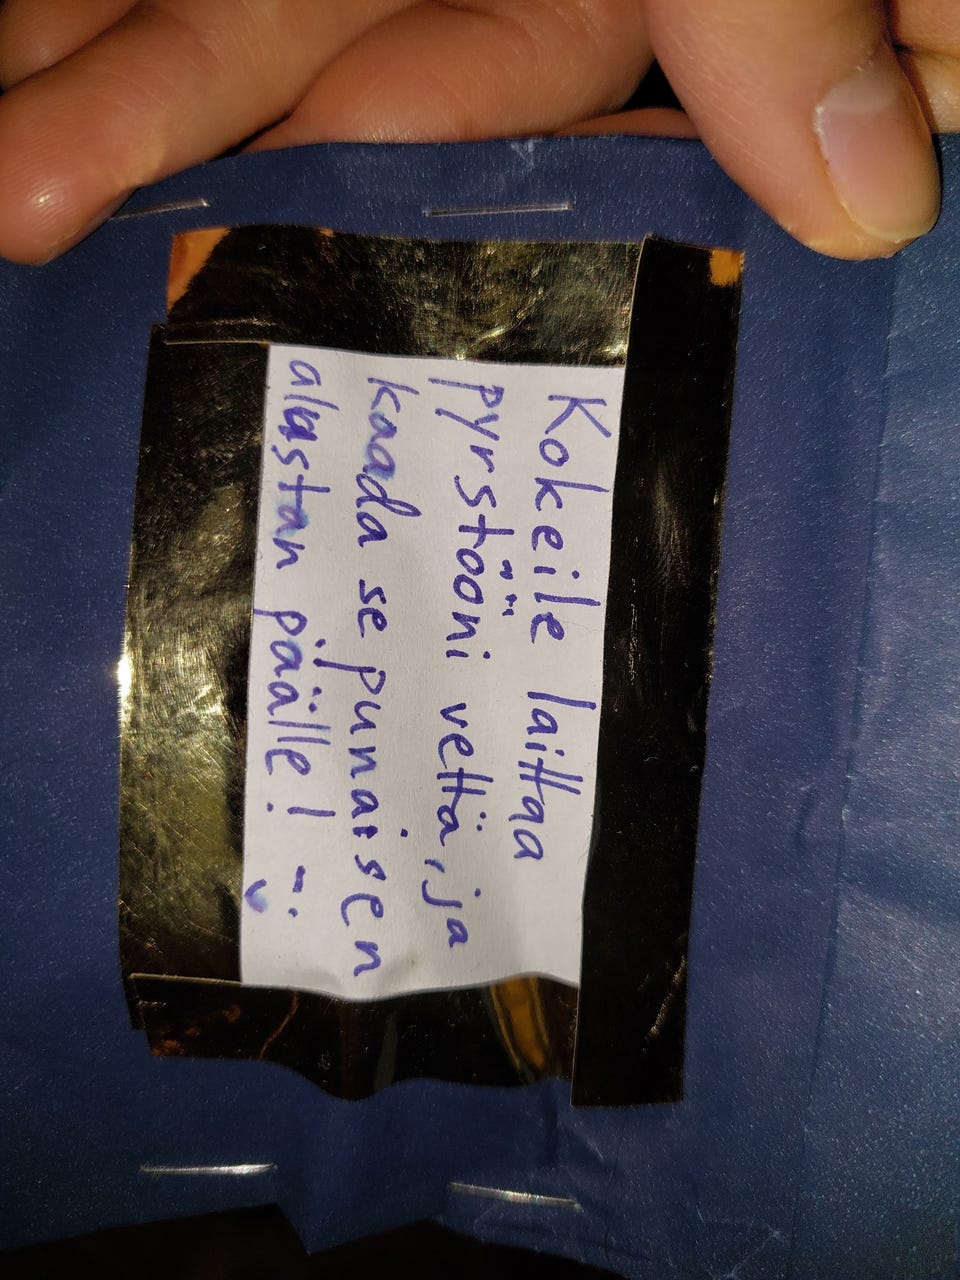 Kokeile laittaa
pyrstööni vettä, ja
kaada se punaisen
alustan päälle! :-)